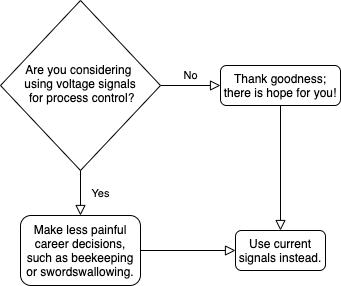 Are you considering
using voltage signals
for process control?
No
Thank goodness;
there is hope for you!
Yes
Make less painful
career decisions,
such as beekeeping
or swordswallowing.
Use current
signals instead.